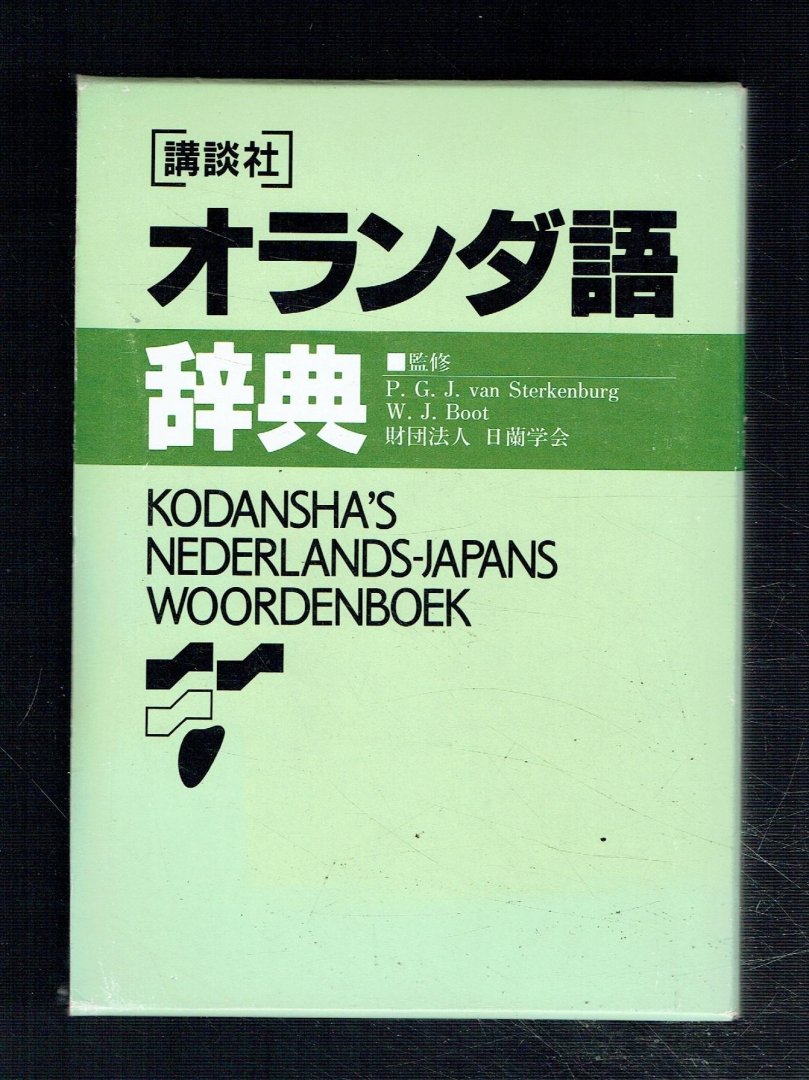 [講談社]
オランダ語
辞典
■監修
P. G. J. van Sterkenburg
W. J. Boot
財団法人 日蘭学会
KODANSHA'S
NEDERLANDS-JAPANS
WOORDENBOEK